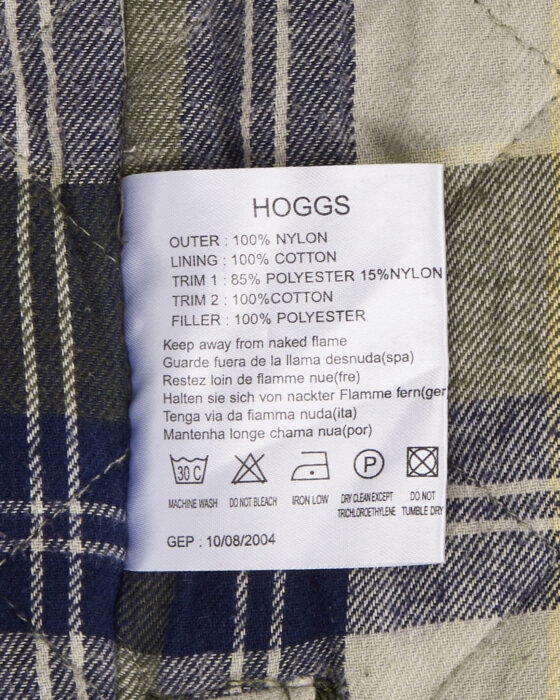 HOGGS
OUTER : 100% NYLON
LINING : 100% COTTON
TRIM 1 : 85% POLYESTER 15%NYLON
TRIM 2 : 100%COTTON
FILLER : 100% POLYESTER
Keep away from naked flame
Guarde fuera de la llama desnuda(spa)
Restez loin de flamme nue(fre)
Halten sie sich von nackter Flamme fern(ger
Tenga via da fiamma nuda(ita)
Mantenha longe chama nua(por)
30 C
P
MACHINE WASH DO NOT BLEACH IRON LOW DRY CLEAN EXCEPT TRICHLOROETHYLENE DO NOT TUMBLE DRY
GEP : 10/08/2004